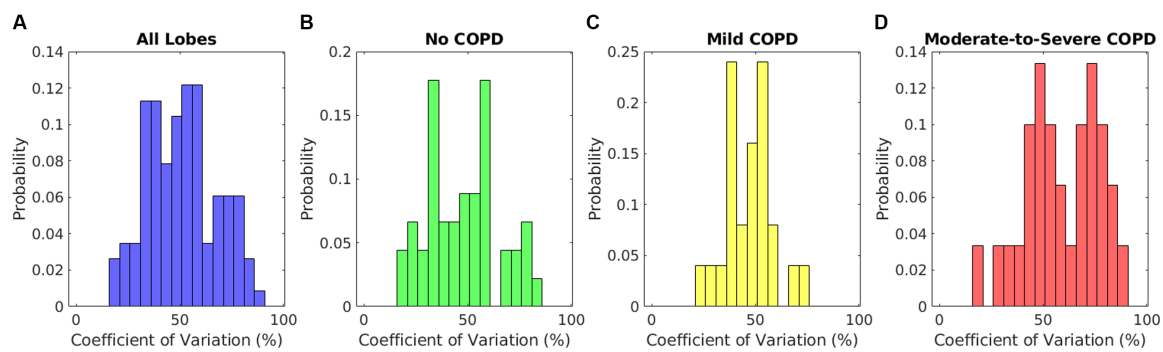 A
All Lobes
0.14
0.12
0.1
0.08
0.06
0.04
0.02
0
0
50
100
Probability
Coefficient of Variation (%)
B
No COPD
0.2
0.15
0.1
0.05
0
0
50
100
Probability
Coefficient of Variation (%)
C
Mild COPD
0.25
0.2
0.15
0.1
0.05
0
0
50
100
Probability
Coefficient of Variation (%)
D
Moderate-to-Severe COPD
0.14
0.12
0.1
0.08
0.06
0.04
0.02
0
0
50
100
Probability
Coefficient of Variation (%)